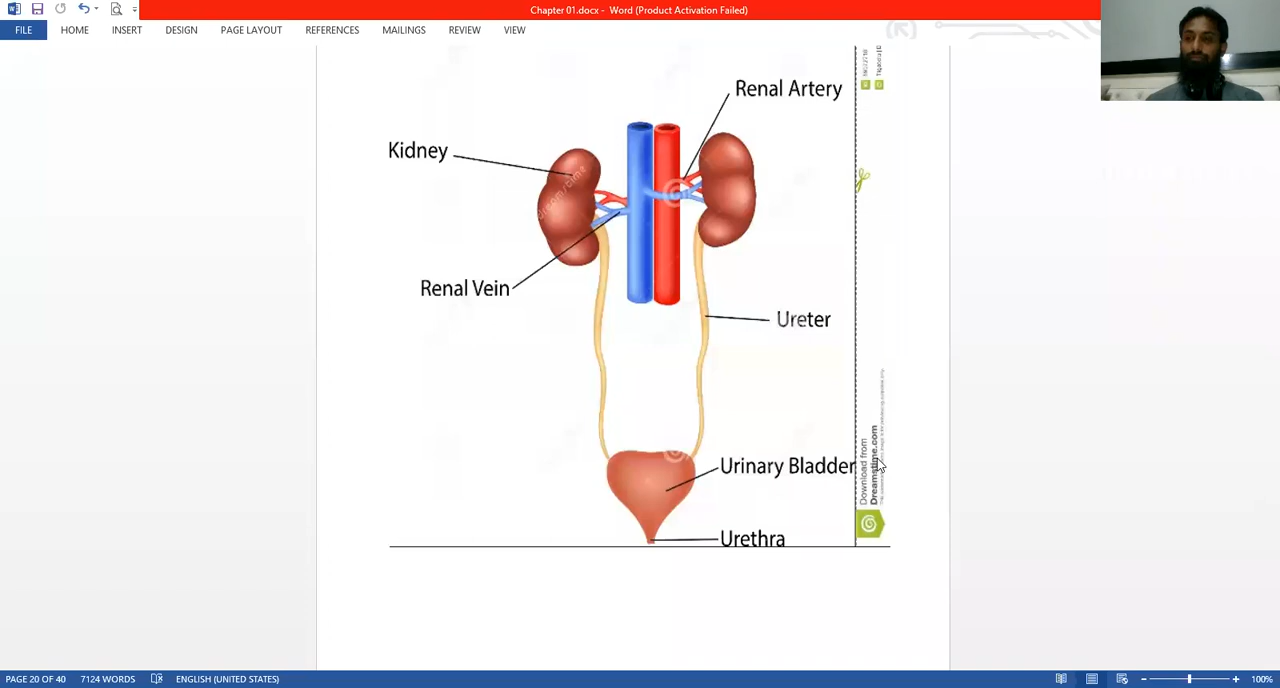 Chapter 01.docx - Word (Product Activation Failed)
FILE HOME INSERT DESIGN PAGE LAYOUT REFERENCES MAILINGS REVIEW VIEW
Renal Artery
Kidney
Renal Vein
Ureter
Urinary Bladder
Urethra
Download from
Dreamstime.com
PAGE 20 OF 40 7124 WORDS ENGLISH (UNITED STATES) 100%